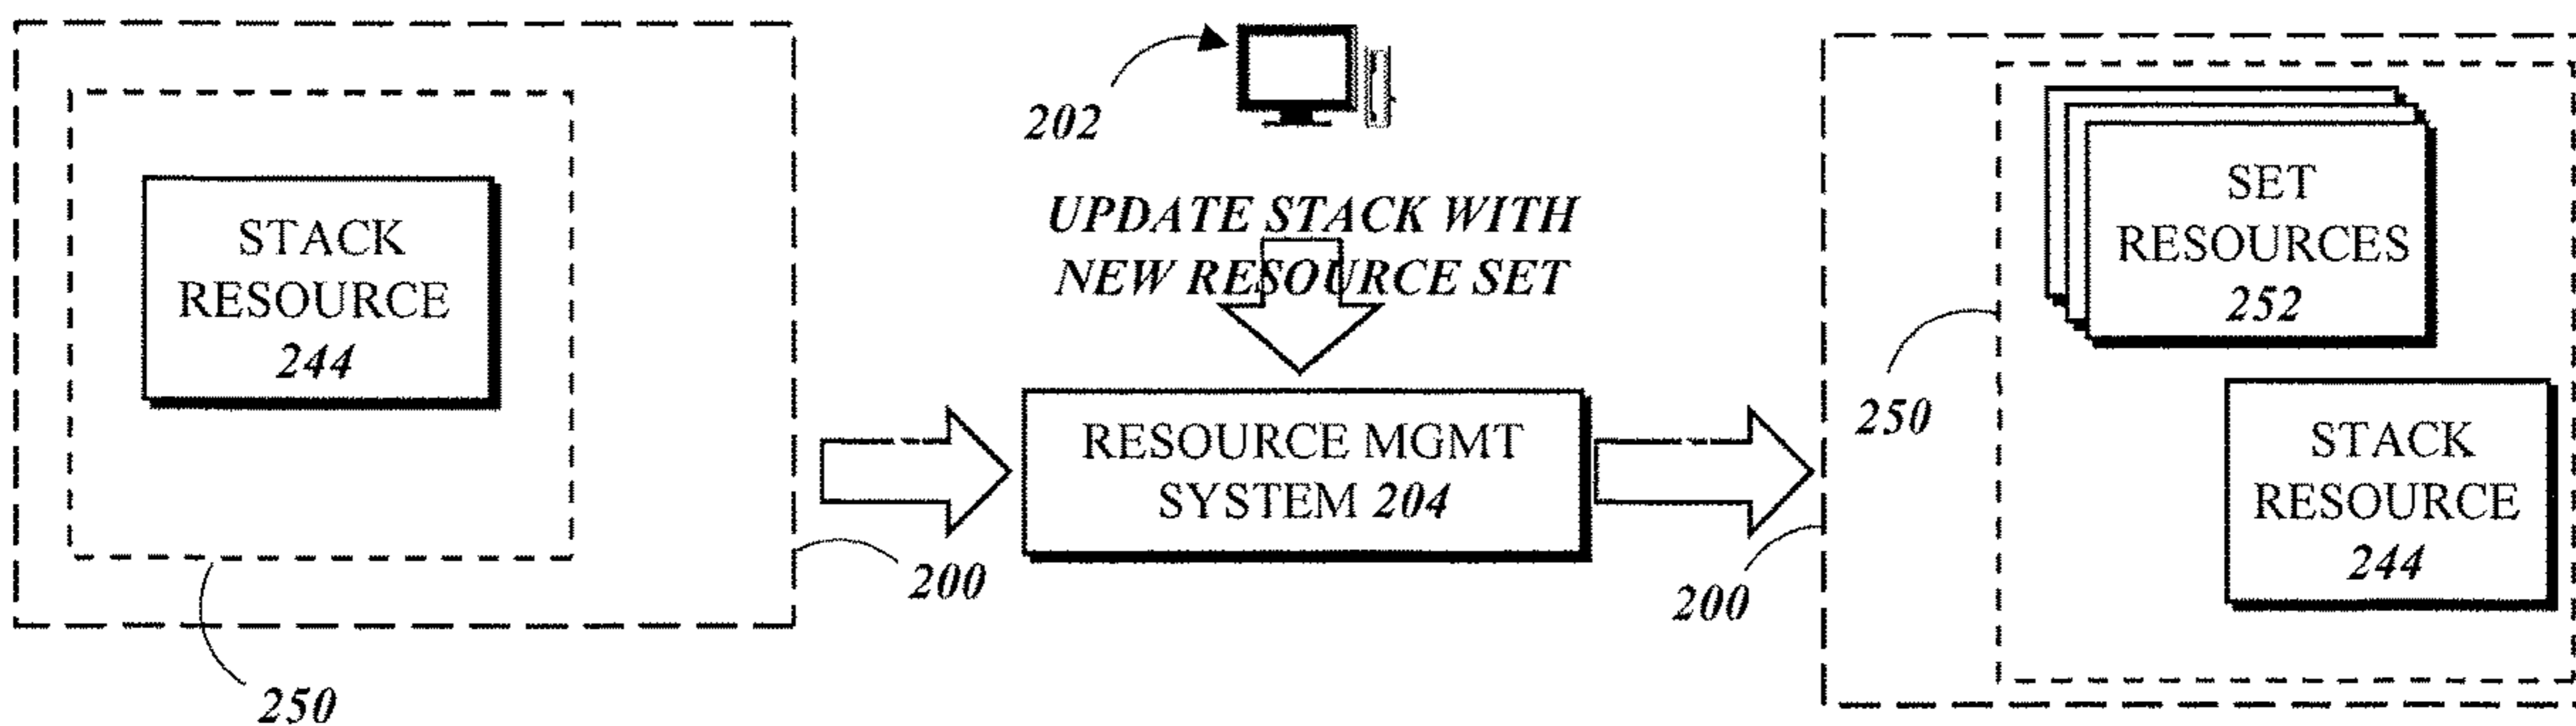 STACK
RESOURCE
244
250
200
202
UPDATE STACK WITH
NEW RESOURCE SET
RESOURCE MGMT
SYSTEM 204
200
250
SET
RESOURCES
252
STACK
RESOURCE
244